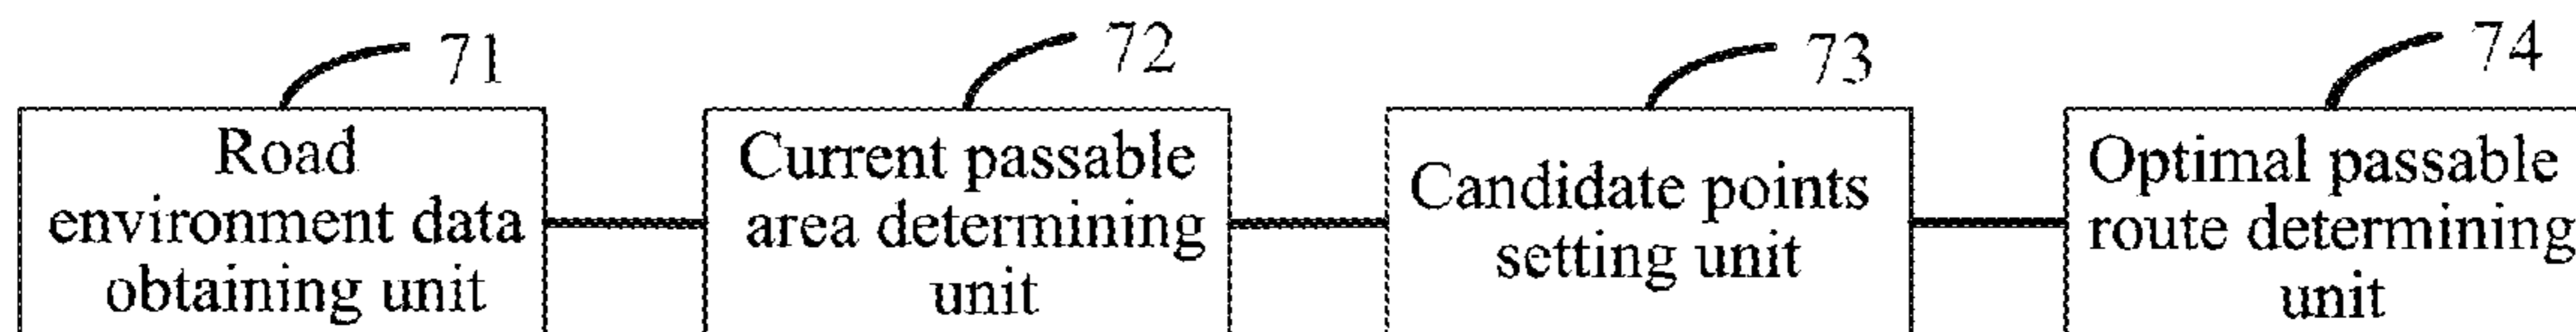 71
72
73
74
Road
environment data
obtaining unit
Current passable
area determining
unit
Candidate points
setting unit
Optimal passable
route determining
unit